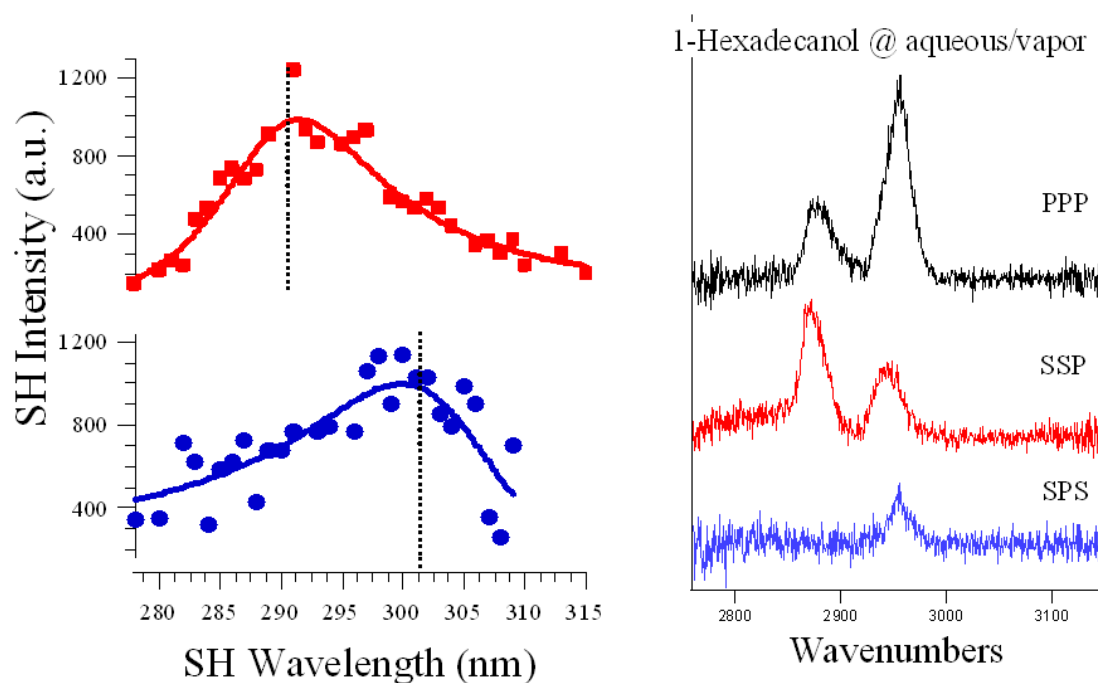 1-Hexadecanol @ aqueous/vapor
SH Intensity (a.u.)
1200
800
400
1200
800
400
280 285 290 295 300 305 310 315
SH Wavelength (nm)
PPP
SSP
SPS
2800 2900 3000 3100
Wavenumbers